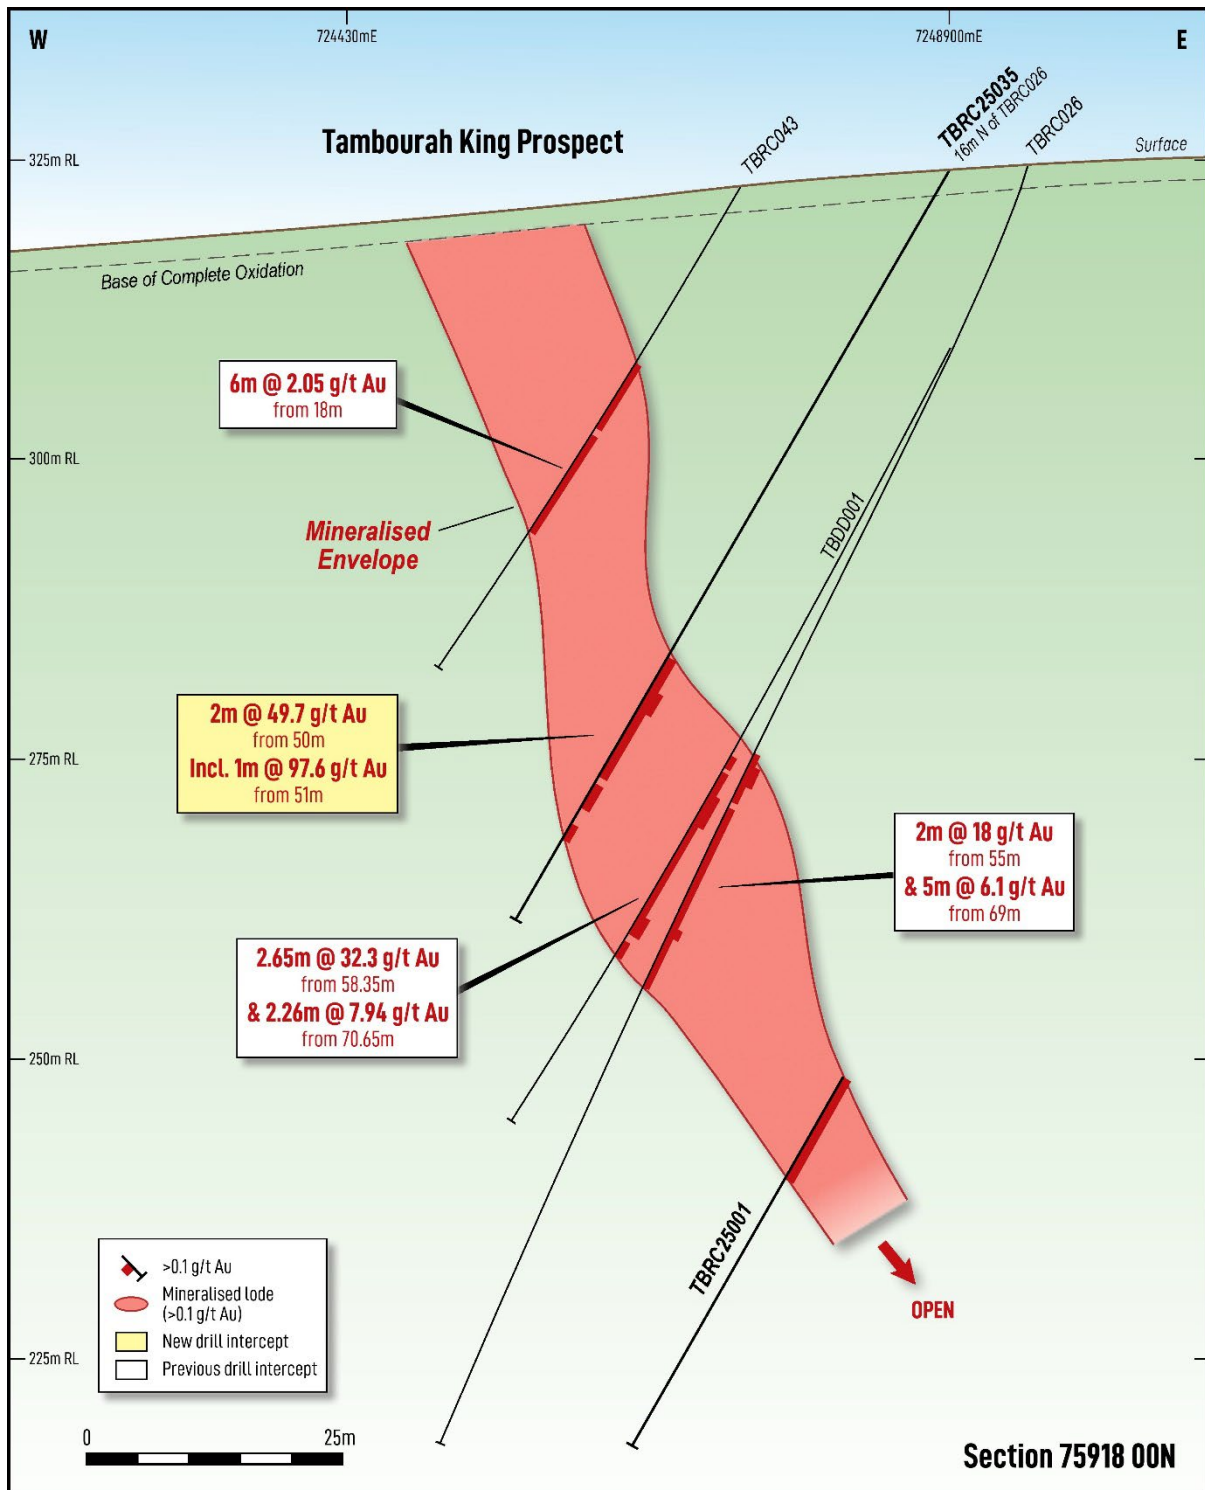 W
724430mE
7248900mE
E
Tambourah King Prospect
TBRC043
TBRC25035
16m N of TBRC026
TBRC026
Surface
325m RL
Base of Complete Oxidation
6m @ 2.05 g/t Au
from 18m
300m RL
Mineralised
Envelope
TBDD001
2m @ 49.7 g/t Au
from 50m
Incl. 1m @ 97.6 g/t Au
from 51m
275m RL
2m @ 18 g/t Au
from 55m
& 5m @ 6.1 g/t Au
from 69m
2.65m @ 32.3 g/t Au
from 58.35m
& 2.26m @ 7.94 g/t Au
from 70.65m
250m RL
TBRC25001
OPEN
>0.1 g/t Au
Mineralised lode
(>0.1 g/t Au)
New drill intercept
Previous drill intercept
225m RL
0
25m
Section 75918 00N